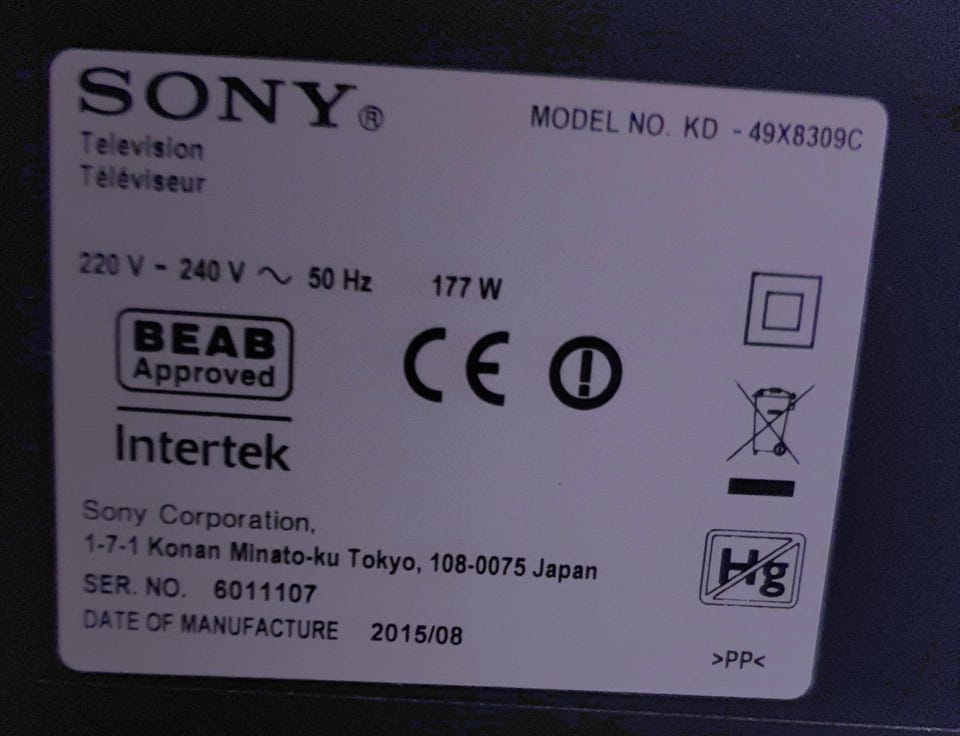 SONY®
MODEL NO. KD - 49X8309C
Television
Téléviseur
220 V - 240 V ~ 50 Hz 177 W
BEAB
Approved
Intertek
CE
Hg
Sony Corporation,
1-7-1 Konan Minato-ku Tokyo, 108-0075 Japan
SER. NO. 6011107
DATE OF MANUFACTURE 2015/08
>PP<